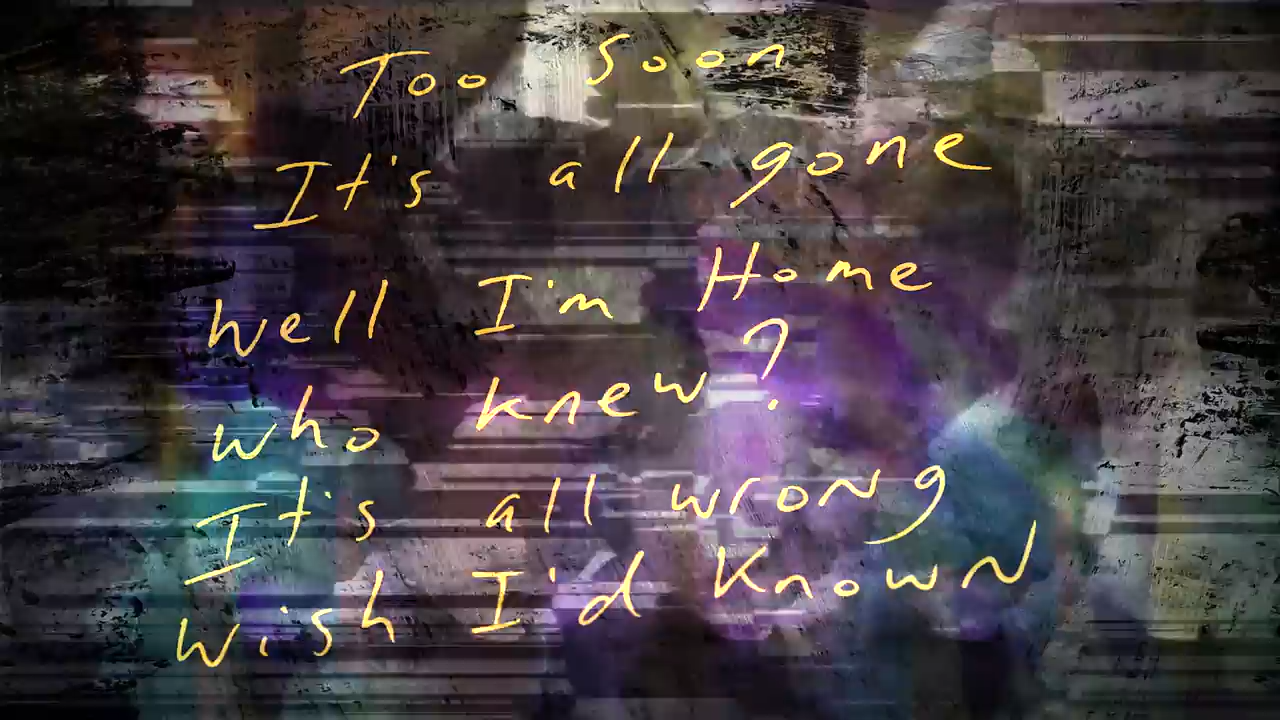 Too Soon
It's all gone
Well I'm Home
who knew?
It's all wrong
Wish I'd Known